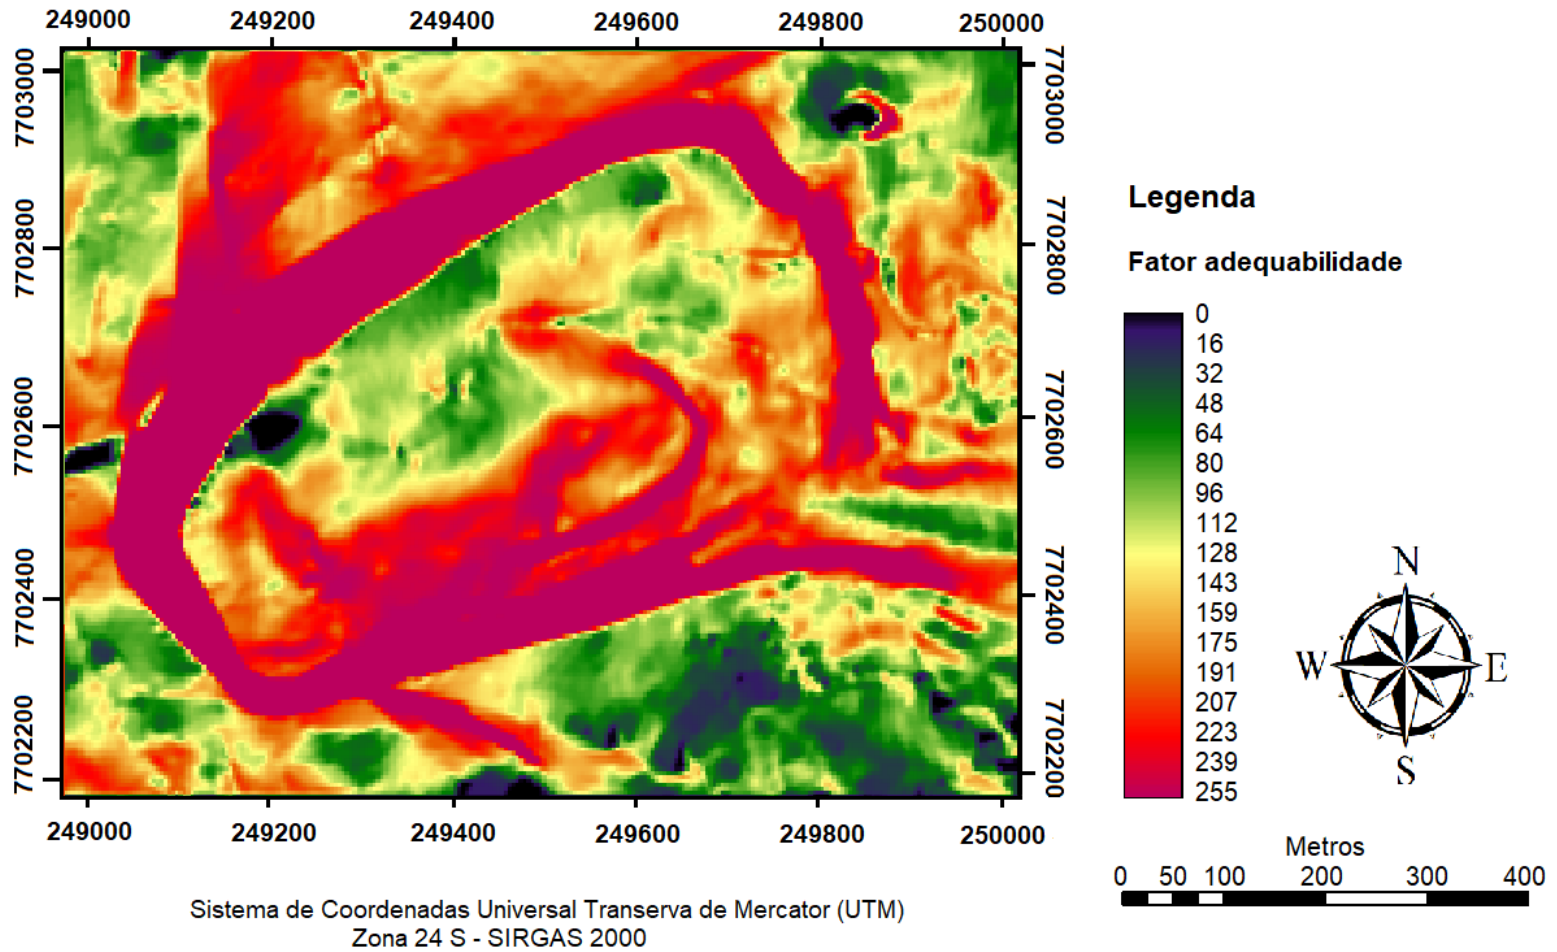 249000 249200 249400 249600 249800 250000
7703000
7702800
7702600
7702400
7702200
7703000
7702800
7702600
7702400
7702200
249000 249200 249400 249600 249800 250000
Sistema de Coordenadas Universal Transerva de Mercator (UTM)
Zona 24 S - SIRGAS 2000
Legenda
Fator adequabilidade
0
16
32
48
64
80
96
112
128
143
159
175
191
207
223
239
255
N
W E
S
Metros
0 50 100 200 300 400